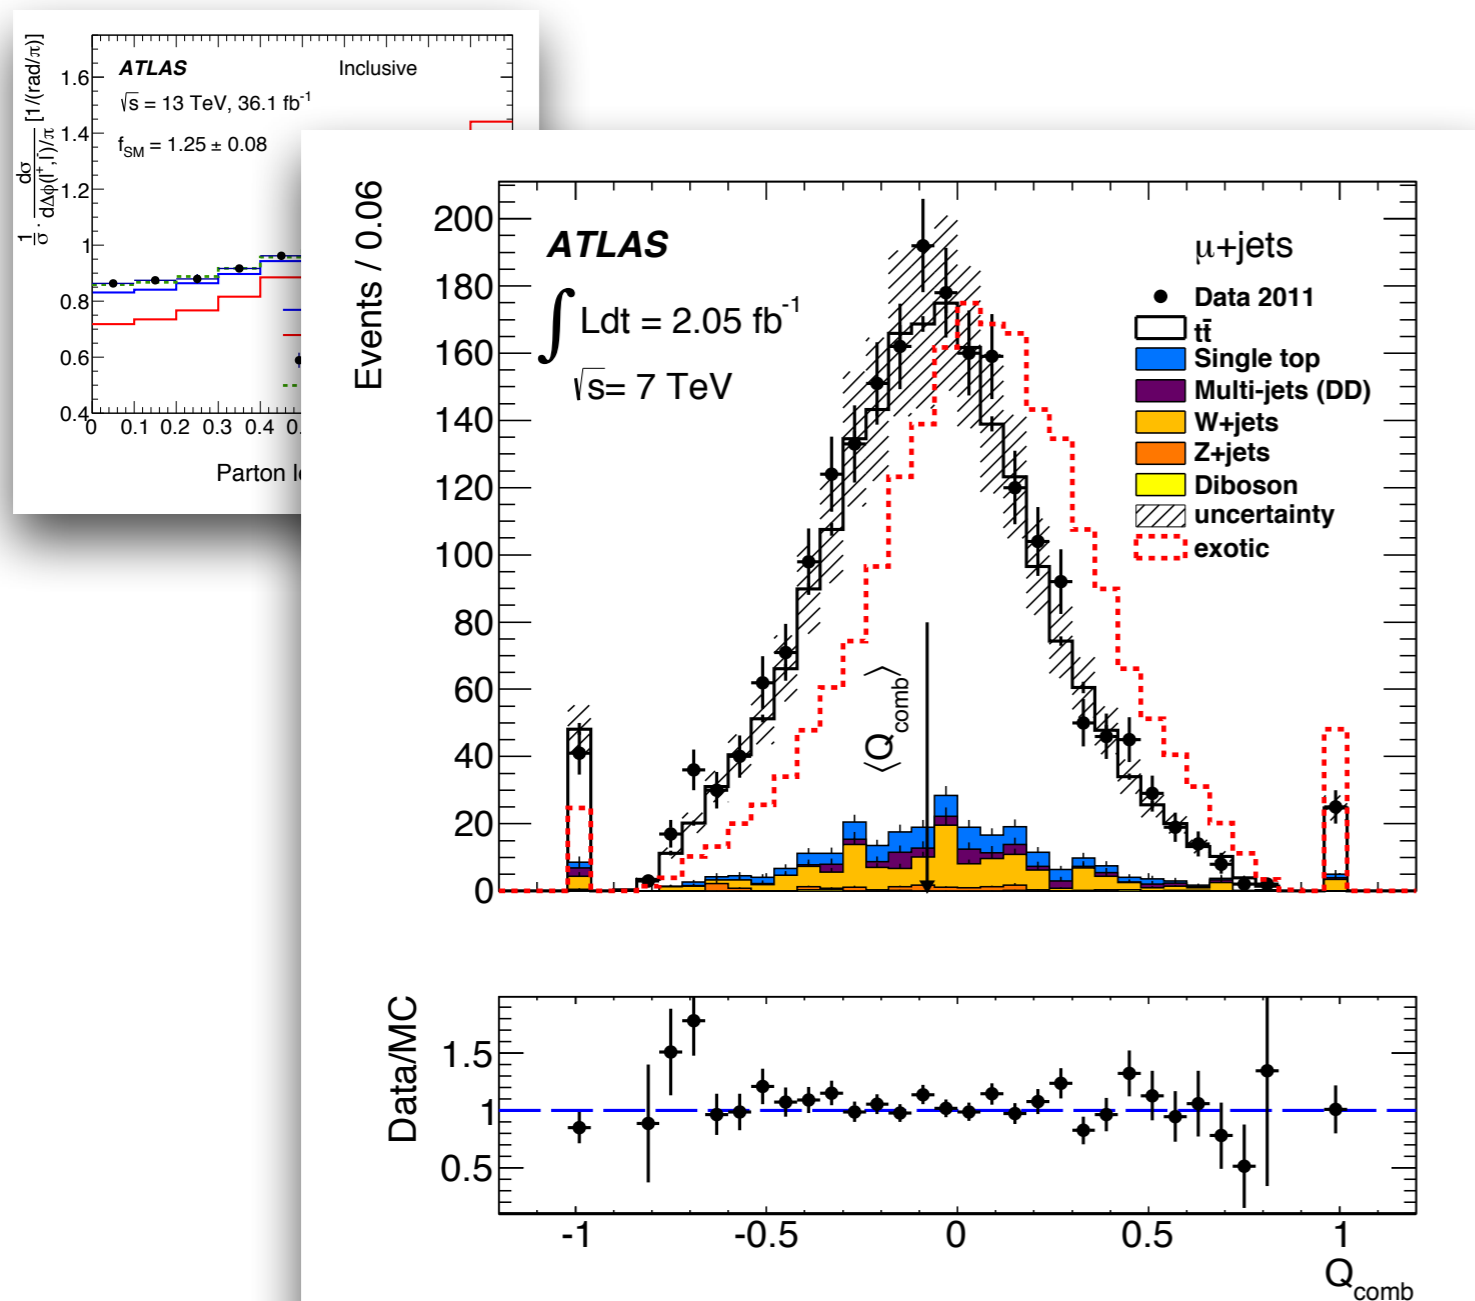 1/σ · dσ/dΔφ(l⁺,l⁻)/π [1/(rad/π)]
ATLAS
Inclusive
√s = 13 TeV, 36.1 fb⁻¹
f_SM = 1.25 ± 0.08
1.6
1.4
1.2
1
0.8
0.6
0.4
0 0.1 0.2 0.3 0.4
Parton
Events / 0.06
200
180
160
140
120
100
80
60
40
20
0
ATLAS
∫ Ldt = 2.05 fb⁻¹
√s= 7 TeV
μ+jets
Data 2011
tt̄
Single top
Multi-jets (DD)
W+jets
Z+jets
Diboson
uncertainty
exotic
⟨Q_comb⟩
Data/MC
1.5
1
0.5
-1 -0.5 0 0.5 1
Q_comb